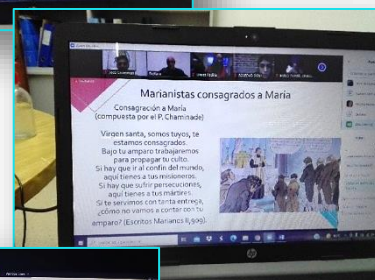 Marianistas consagrados a Maria
Consagración a María
(compuesta por el P. Chaminade)
Virgen santa, somos tuyos, te
estamos consagrados.
Bajo tu amparo trabajaremos
para propagar tu culto.
Si hay que ir al confín del mundo,
aquí tienes a tus misioneros.
Si hay que sufrir persecuciones,
aquí tienes a tus mártires.
Si te servimos con tanta entrega,
¿cómo no vamos a contar con tu
amparo? (Escritos Marianos II, 909).
hp